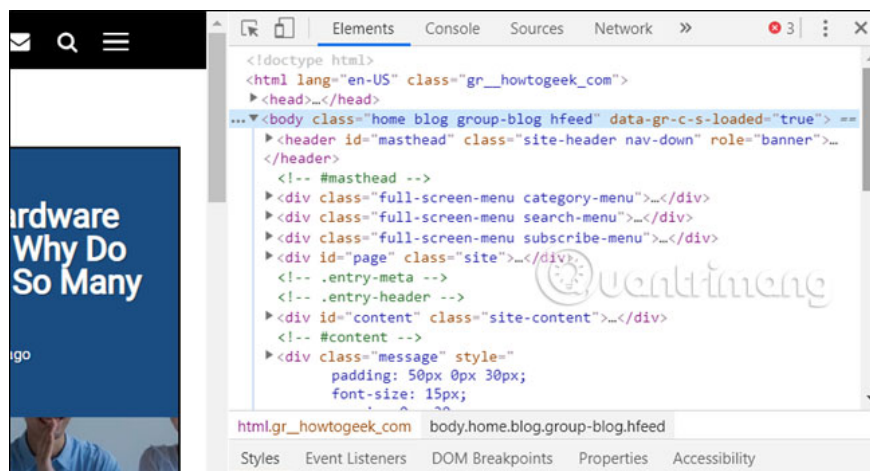 Elements Console Sources Network » 3
<!doctype html>
<html lang="en-US" class="gr__howtogeek_com">
<head>…</head>
…<body class="home blog group-blog hfeed" data-gr-c-s-loaded="true"> ==
<header id="masthead" class="site-header nav-down" role="banner">…
</header>
<!-- #masthead -->
<div class="full-screen-menu category-menu">…</div>
<div class="full-screen-menu search-menu">…</div>
<div class="full-screen-menu subscribe-menu">…</div>
<div id="page" class="site">…</div>
<!-- .entry-meta -->
<!-- .entry-header -->
<div id="content" class="site-content">…</div>
<!-- #content -->
<div class="message" style="
padding: 50px 0px 30px;
font-size: 15px;
html.gr__howtogeek_com body.home.blog.group-blog.hfeed
Styles Event Listeners DOM Breakpoints Properties Accessibility
ardware
Why Do
So Many
ago
Quantrimang